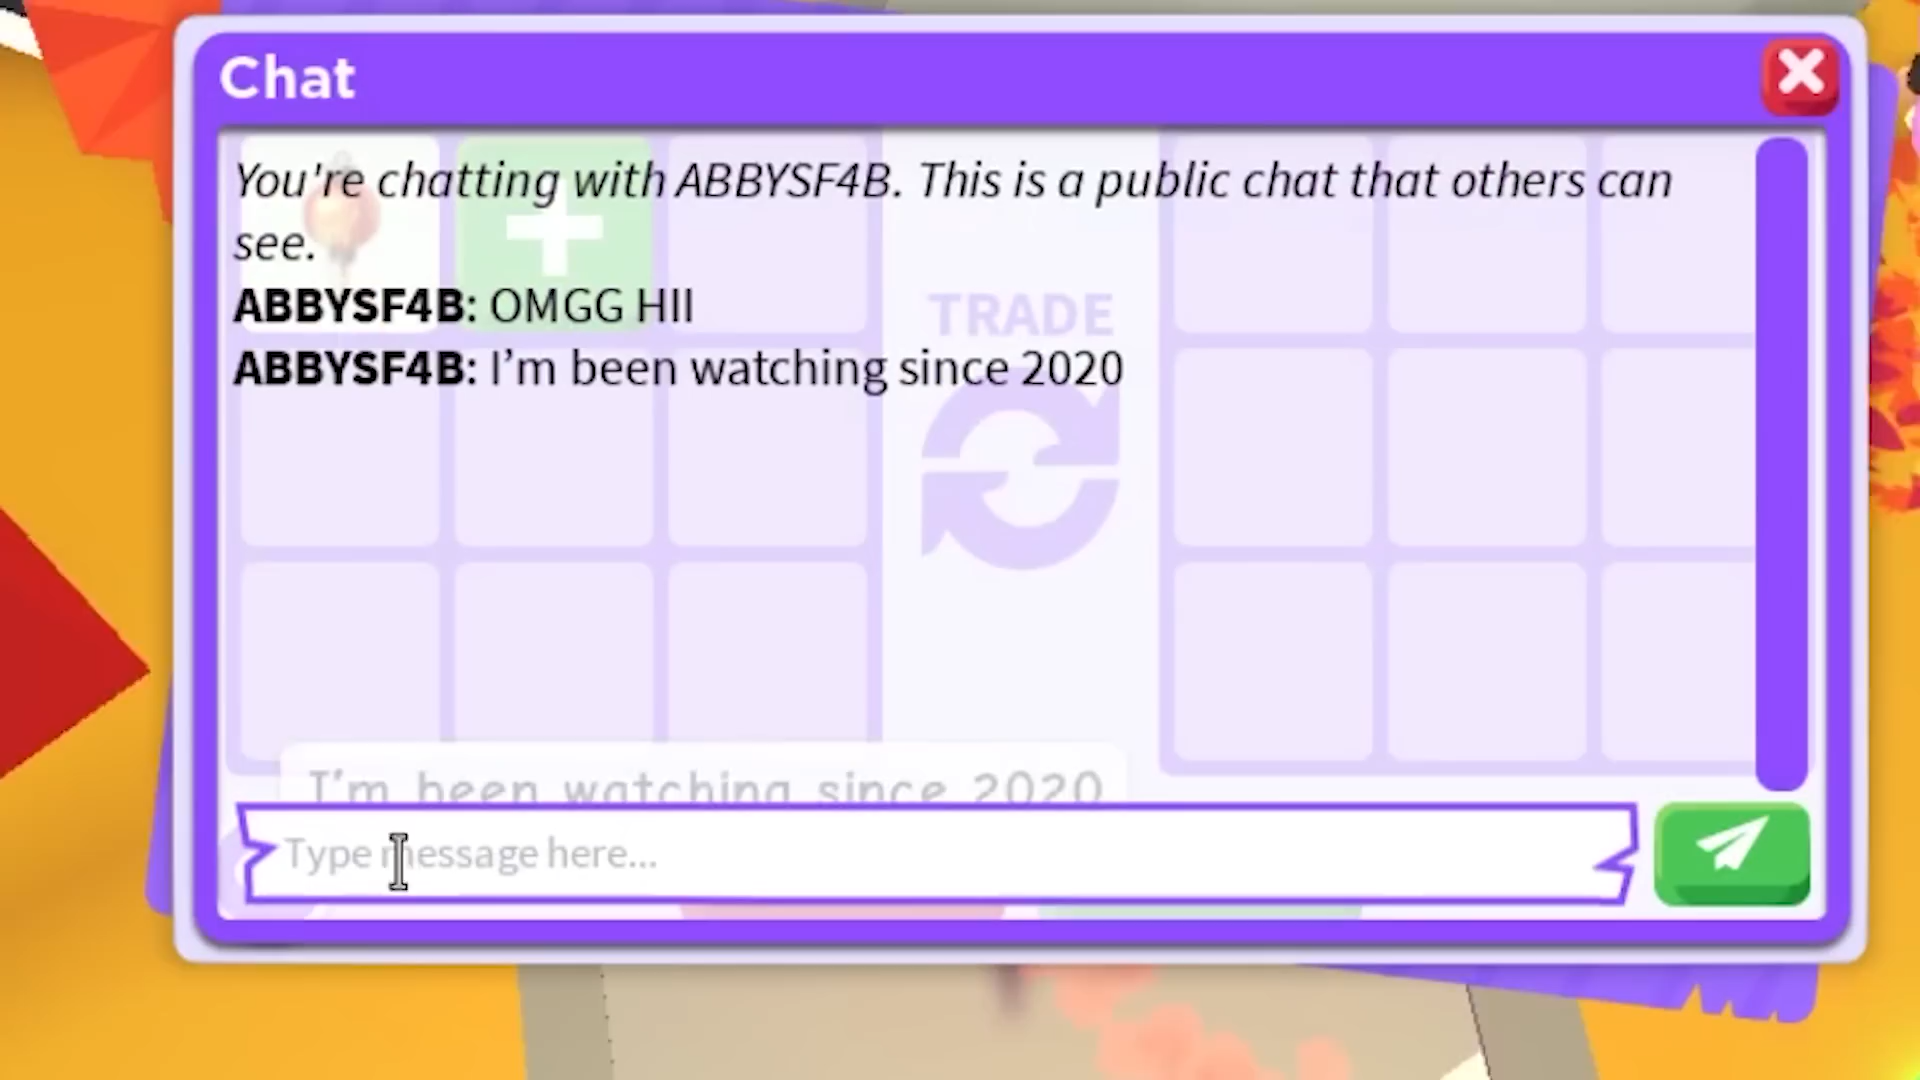 Chat
You're chatting with ABBYSF4B. This is a public chat that others can
see.
ABBYSF4B: OMGG HII
ABBYSF4B: I’m been watching since 2020
TRADE
I'm been watching since 2020
Type message here...